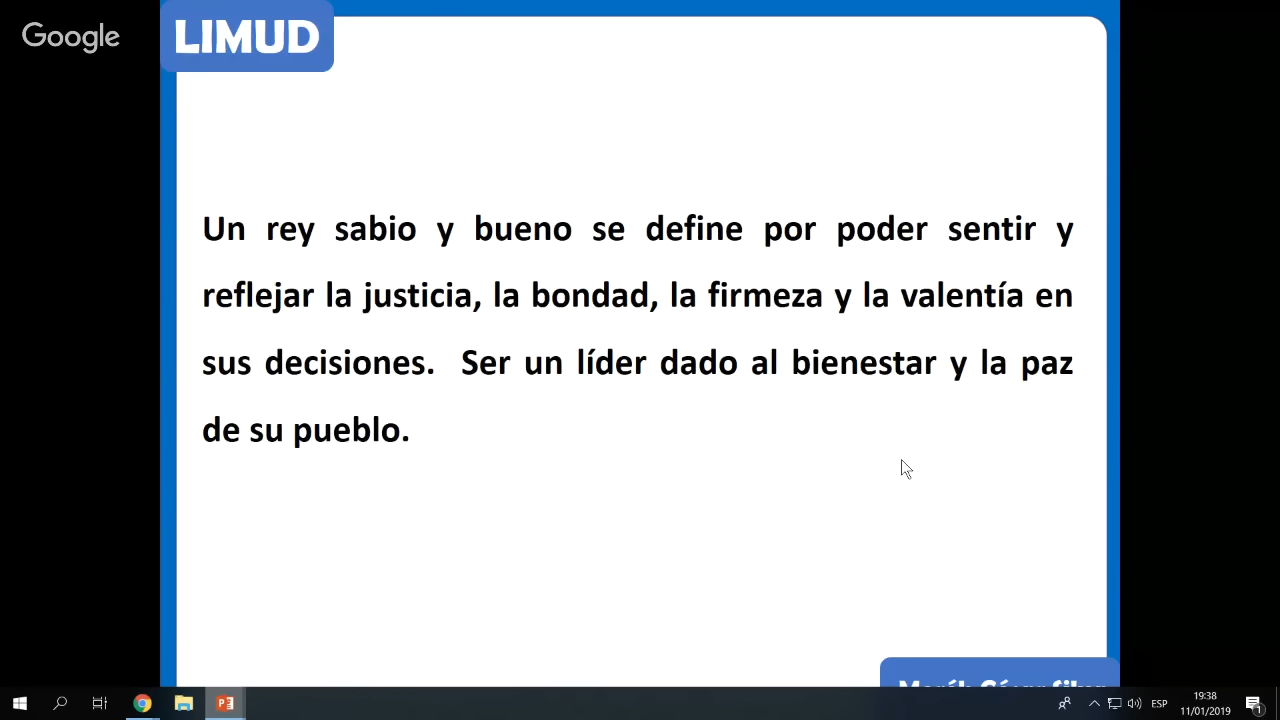 Google
LIMUD
Un rey sabio y bueno se define por poder sentir y
reflejar la justicia, la bondad, la firmeza y la valentía en
sus decisiones. Ser un líder dado al bienestar y la paz
de su pueblo.
ESP
19:38
11/01/2019
1